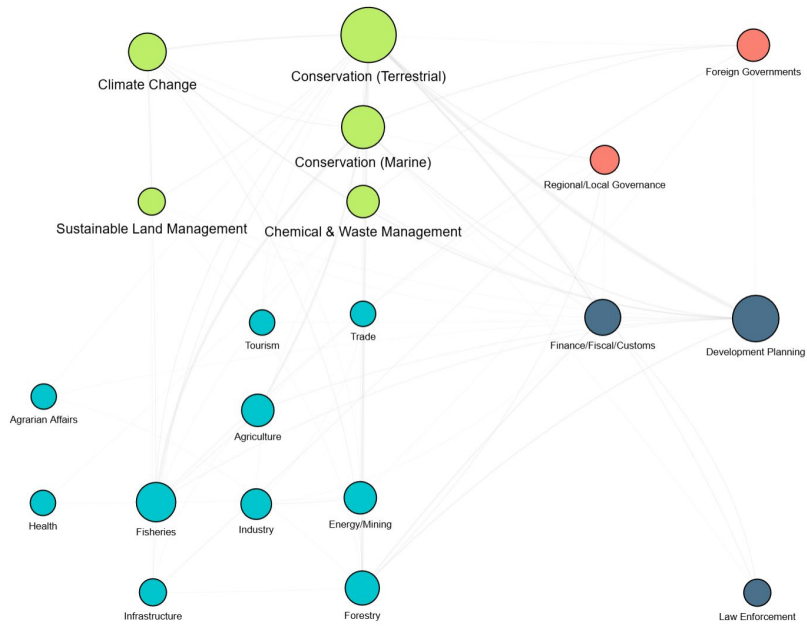 Climate Change
Conservation (Terrestrial)
Foreign Governments
Conservation (Marine)
Regional/Local Governance
Sustainable Land Management
Chemical & Waste Management
Tourism
Trade
Finance/Fiscal/Customs
Development Planning
Agrarian Affairs
Agriculture
Health
Fisheries
Industry
Energy/Mining
Infrastructure
Forestry
Law Enforcement